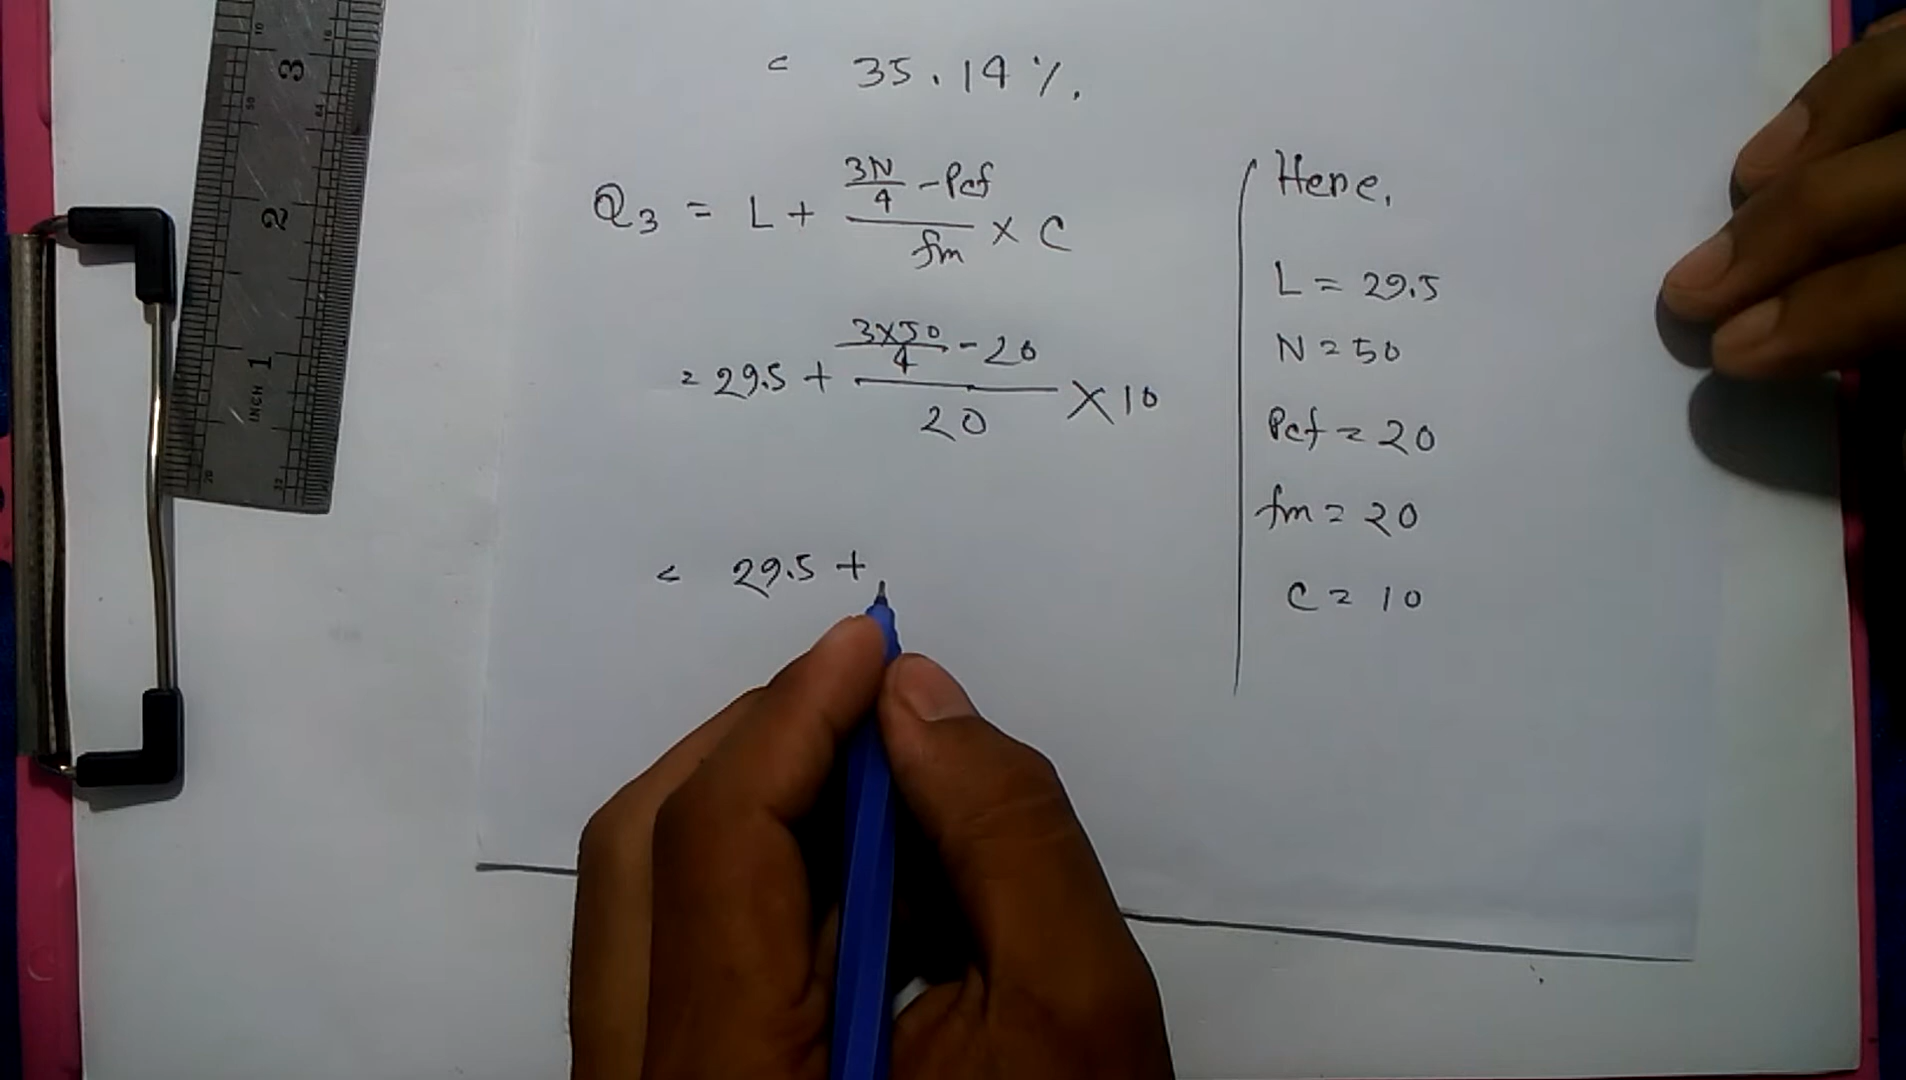 = 35.14%.
Q3 = L + (3N/4 - Pcf)/fm × C
= 29.5 + (3×50/4 - 20)/20 × 10
= 29.5 +
Here,
L = 29.5
N = 50
Pcf = 20
fm = 20
C = 10
3
2
1
INCH